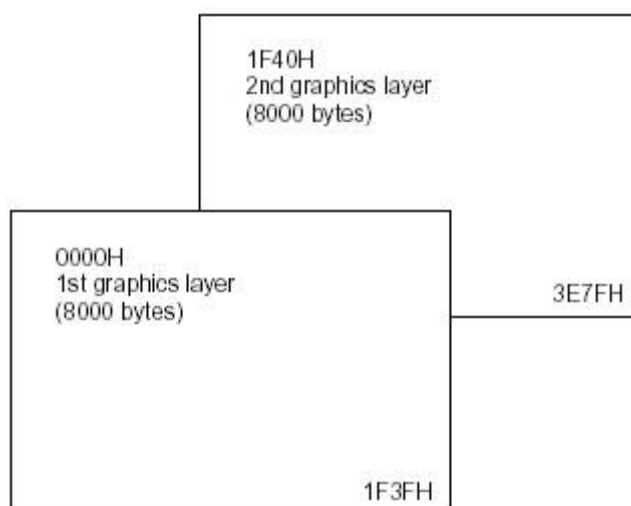 1F40H
2nd graphics layer
(8000 bytes)
0000H
1st graphics layer
(8000 bytes)
3E7FH
1F3FH